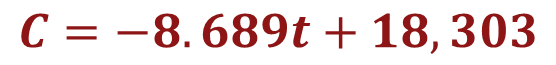 C = −8.689t + 18,303